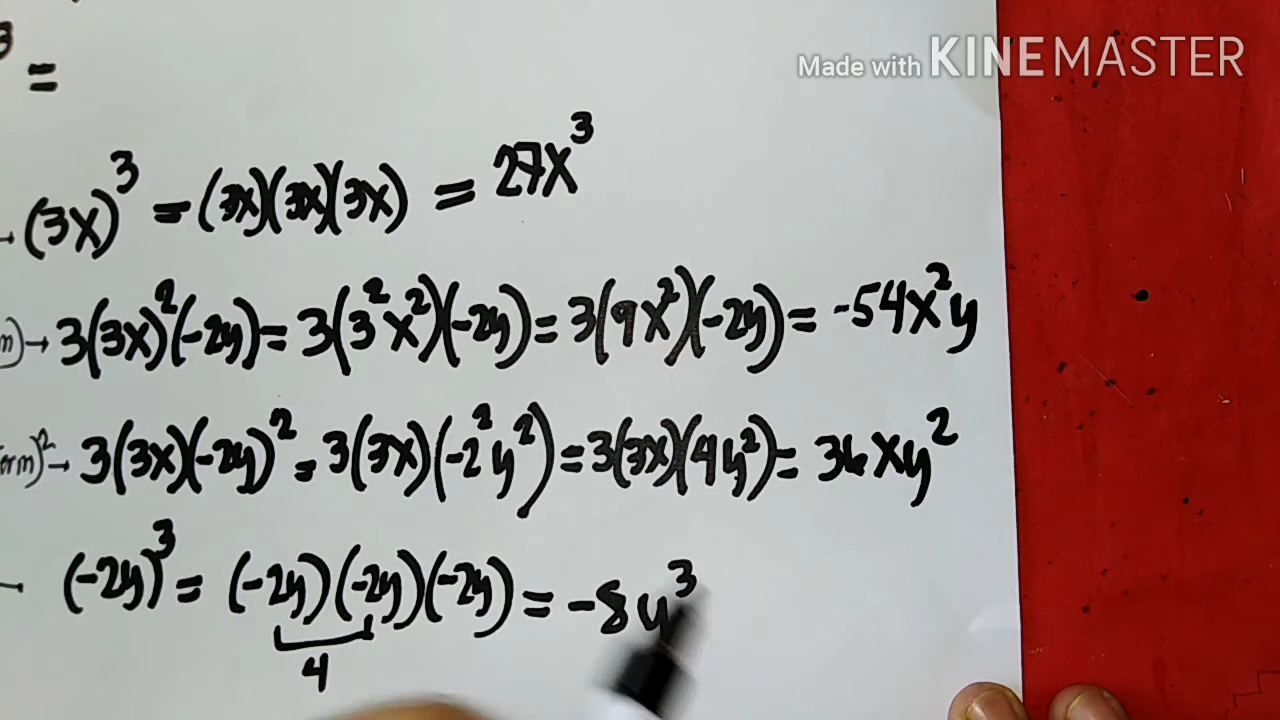 Made with KINEMASTER
3 =
→ (3x)³ = (3x)(3x)(3x) = 27x³
m) → 3(3x)²(-2y) = 3(3²x²)(-2y) = 3(9x²)(-2y) = -54x²y
erm)² → 3(3x)(-2y)² = 3(3x)(-2²y²) = 3(3x)(4y²) = 36xy²
(-2y)³ = (-2y)(-2y)(-2y) = -8y³
4